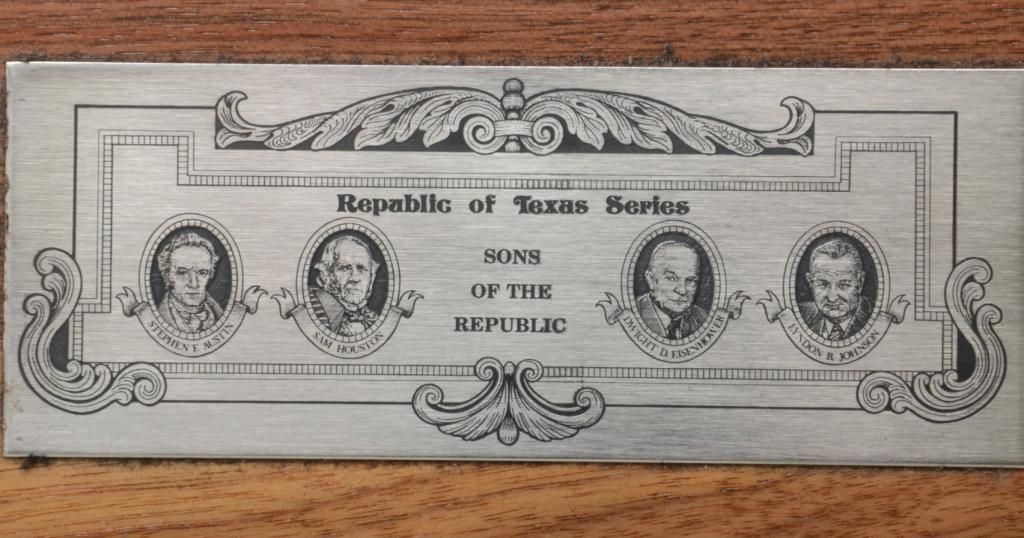 Republic of Texas Series
SONS
OF THE
REPUBLIC
STEPHEN F. AUSTIN
SAM HOUSTON
DWIGHT D. EISENHOWER
LYNDON B. JOHNSON